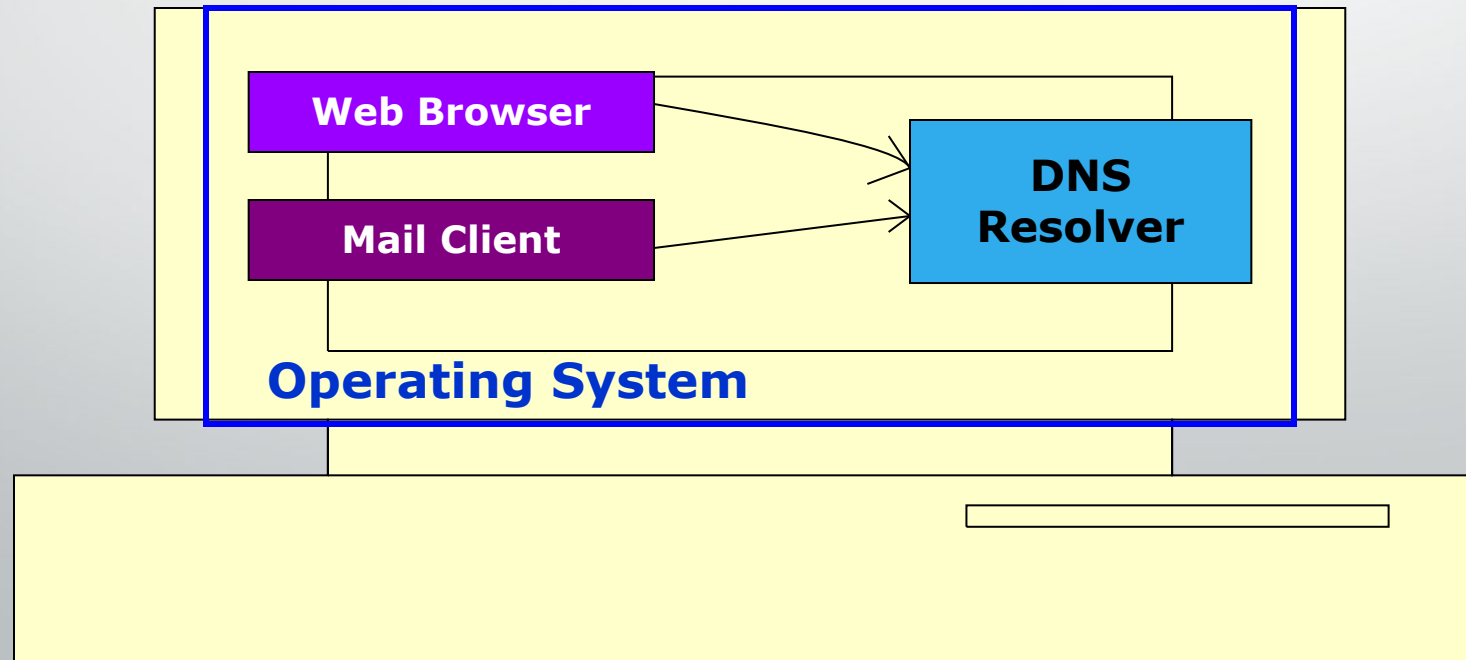 Web Browser
Mail Client
DNS
Resolver
Operating System